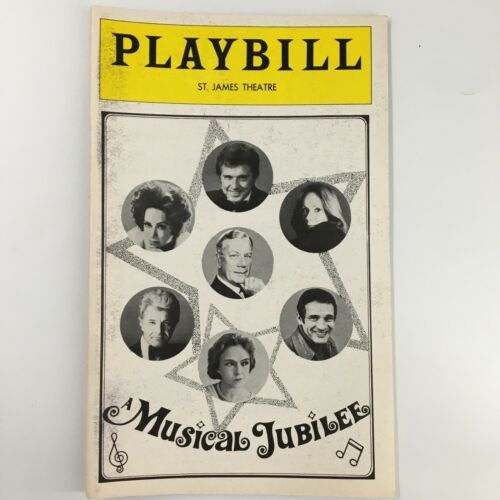 PLAYBILL
ST. JAMES THEATRE
A Musical Jubilee